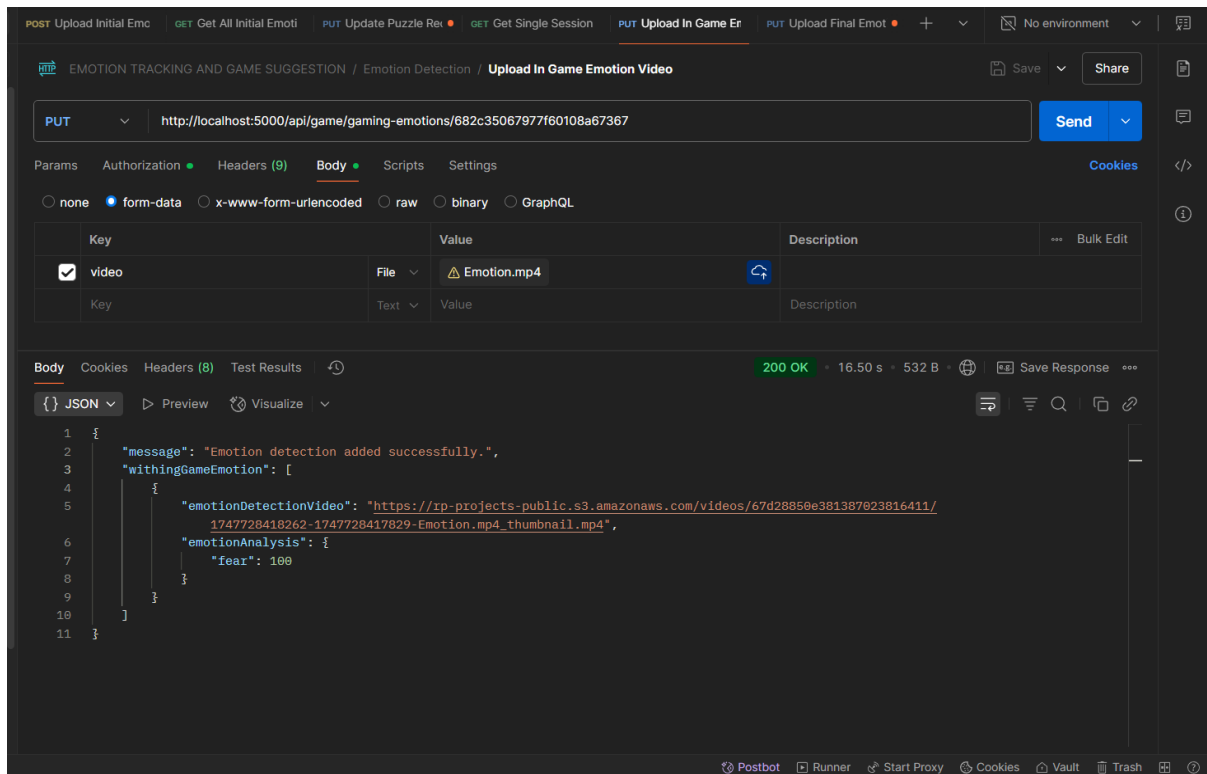 POST Upload Initial Emc GET Get All Initial Emoti PUT Update Puzzle Rec GET Get Single Session PUT Upload In Game Er PUT Upload Final Emot No environment
HTTP EMOTION TRACKING AND GAME SUGGESTION / Emotion Detection / Upload In Game Emotion Video Save Share
PUT http://localhost:5000/api/game/gaming-emotions/682c35067977f60108a67367 Send
Params Authorization Headers (9) Body Scripts Settings Cookies
none form-data x-www-form-urlencoded raw binary GraphQL
Key Value Description Bulk Edit
video File Emotion.mp4
Key Text Value Description
Body Cookies Headers (8) Test Results 200 OK 16.50 s 532 B e.g. Save Response
{} JSON Preview Visualize
1 {
2 "message": "Emotion detection added successfully.",
3 "withingGameEmotion": [
4 {
5 "emotionDetectionVideo": "https://rp-projects-public.s3.amazonaws.com/videos/67d28850e381387023816411/
1747728418262-1747728417829-Emotion.mp4_thumbnail.mp4",
6 "emotionAnalysis": {
7 "fear": 100
8 }
9 }
10 ]
11 }
Postbot Runner Start Proxy Cookies Vault Trash